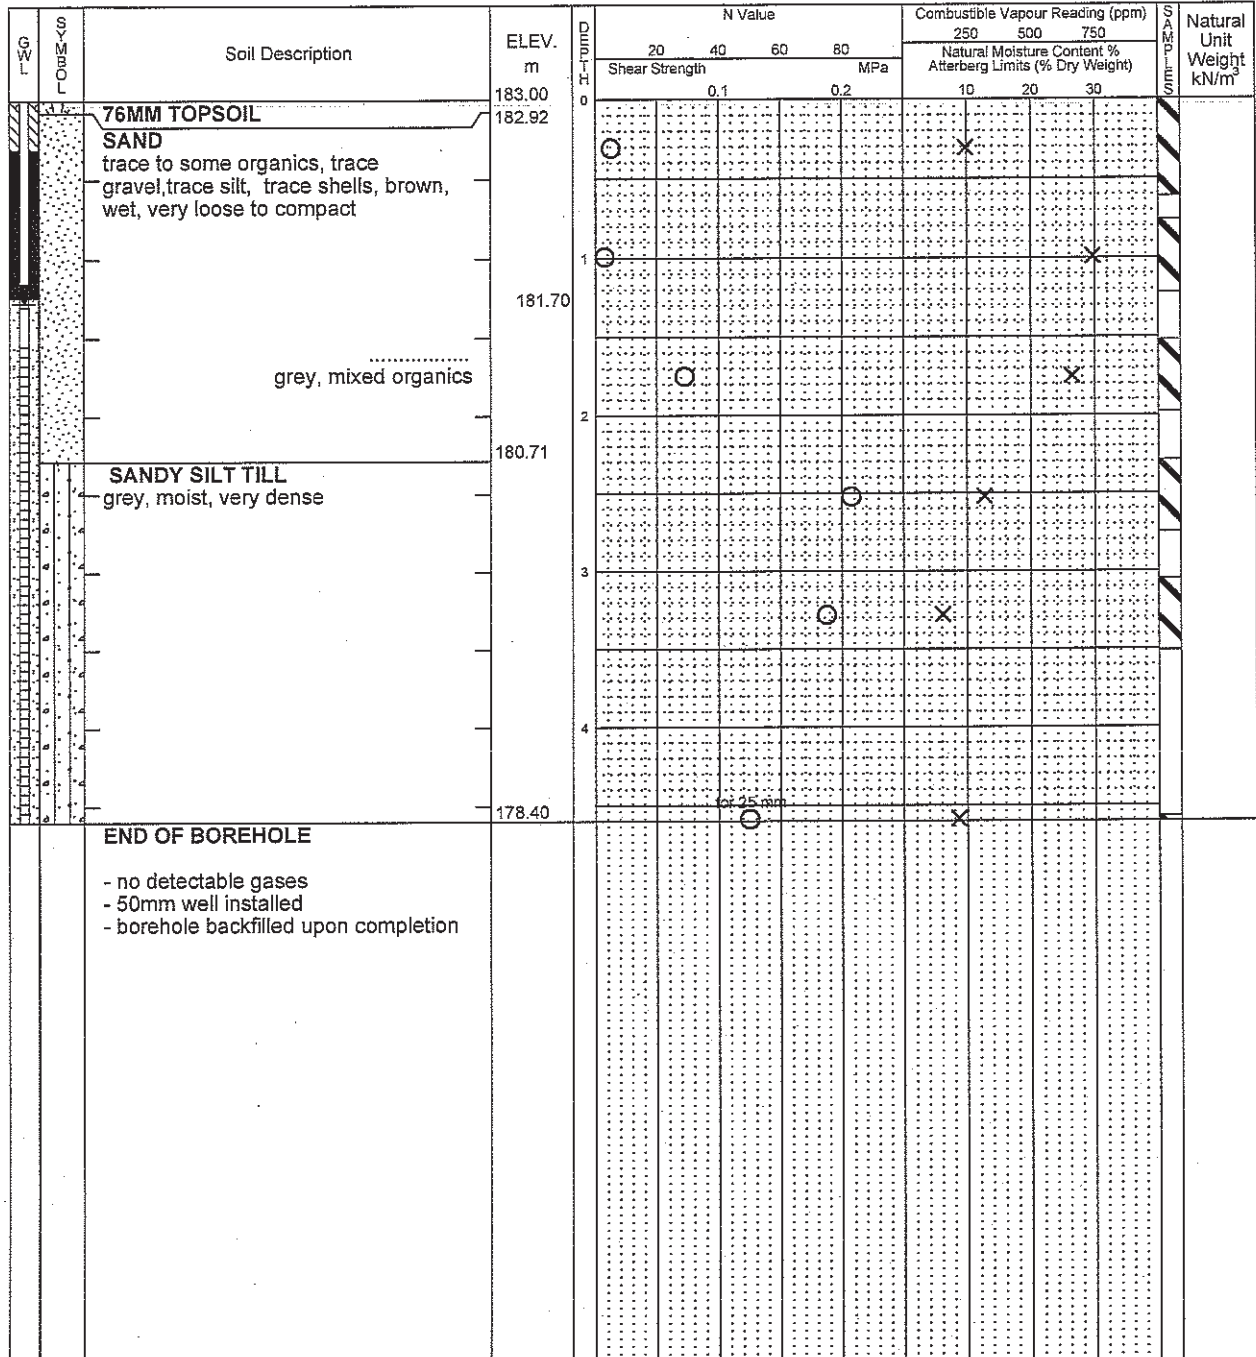 GWL
SYMBOL
Soil Description
ELEV.
m
DEPTH
N Value
20 40 60 80
Shear Strength MPa
0.1 0.2
Combustible Vapour Reading (ppm)
250 500 750
Natural Moisture Content %
Atterberg Limits (% Dry Weight)
10 20 30
SAMPLES
Natural
Unit
Weight
kN/m³
183.00
0
76MM TOPSOIL
182.92
SAND
trace to some organics, trace
gravel,trace silt, trace shells, brown,
wet, very loose to compact
1
181.70
grey, mixed organics
2
180.71
SANDY SILT TILL
grey, moist, very dense
3
4
for 25 mm
178.40
END OF BOREHOLE
- no detectable gases
- 50mm well installed
- borehole backfilled upon completion